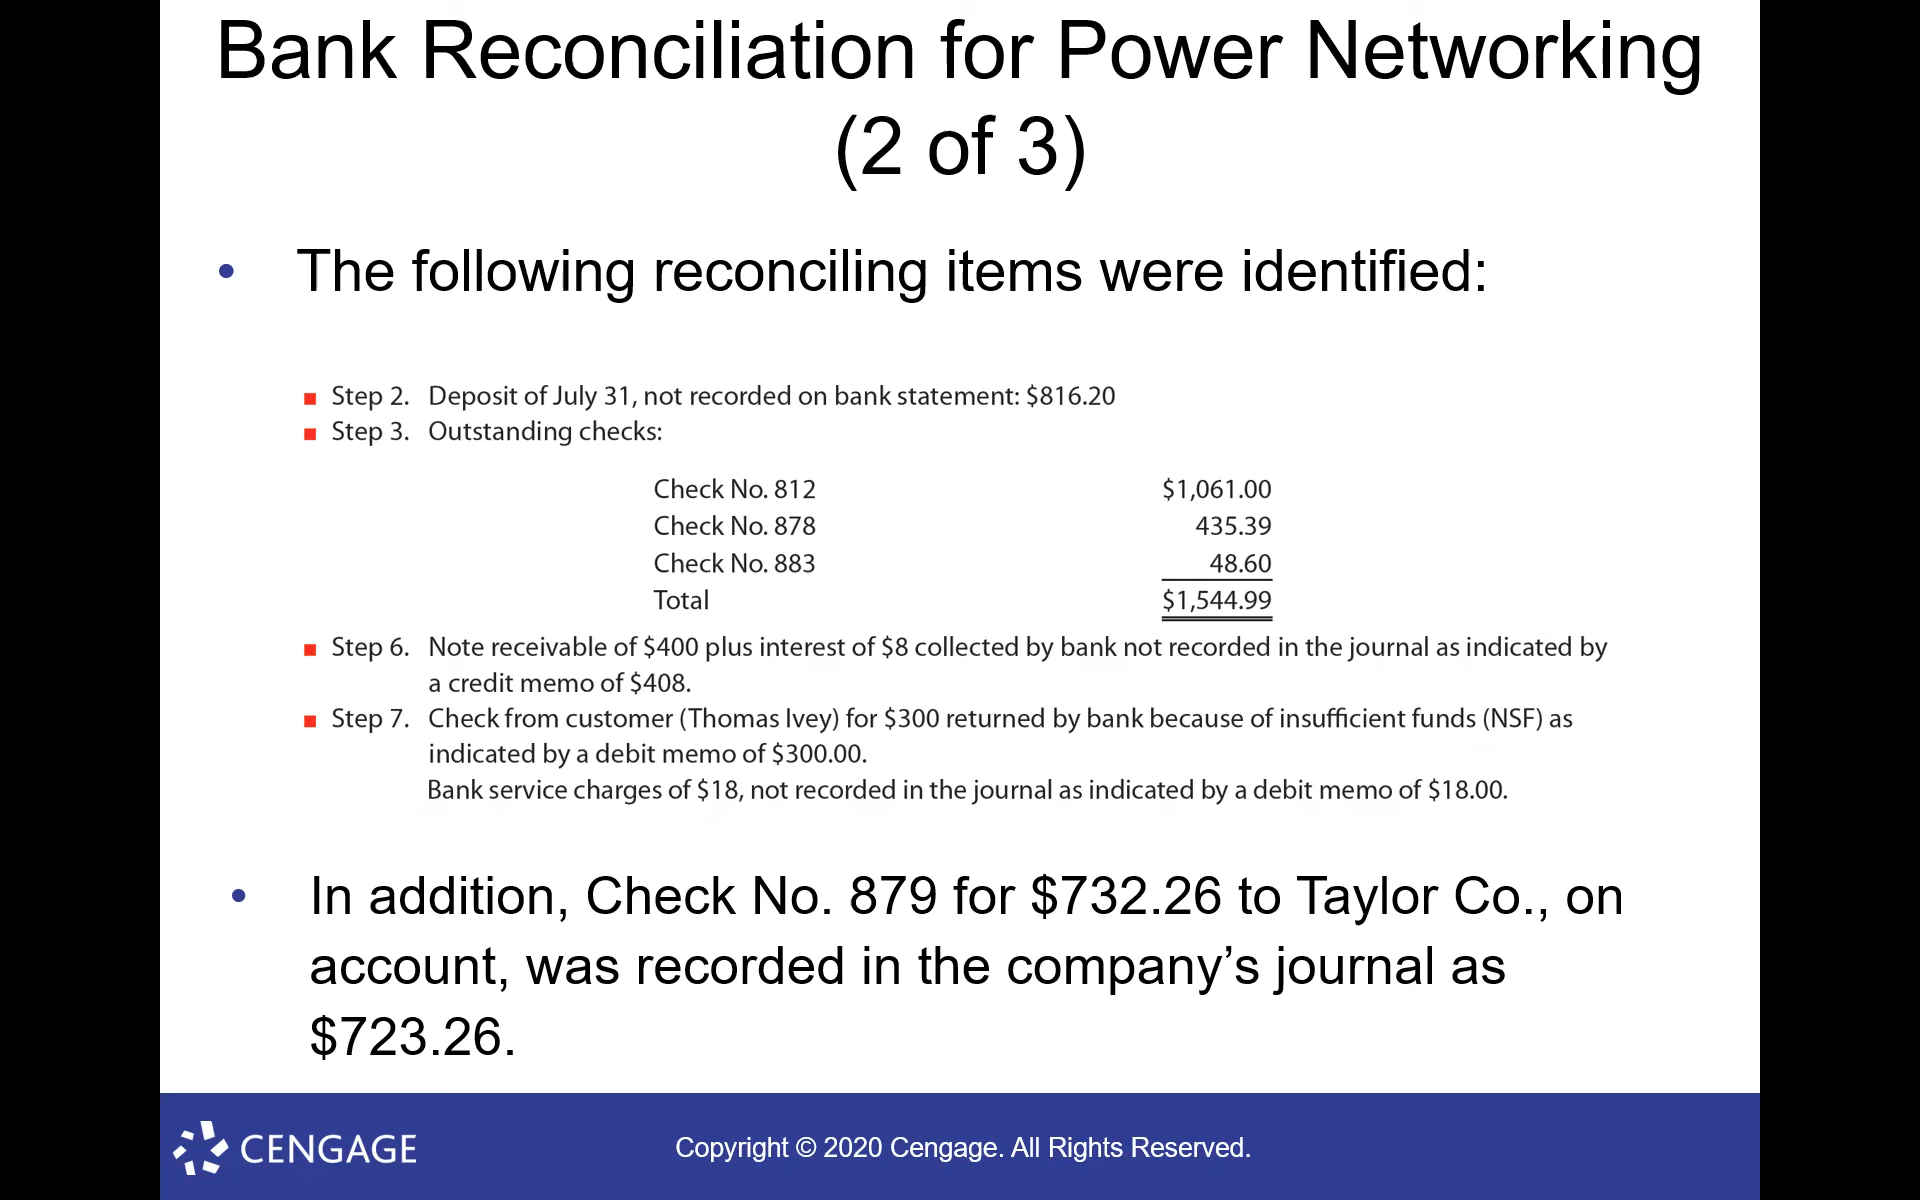 Bank Reconciliation for Power Networking
(2 of 3)
• The following reconciling items were identified:
■ Step 2. Deposit of July 31, not recorded on bank statement: $816.20
■ Step 3. Outstanding checks:
Check No. 812 $1,061.00
Check No. 878 435.39
Check No. 883 48.60
Total $1,544.99
■ Step 6. Note receivable of $400 plus interest of $8 collected by bank not recorded in the journal as indicated by
a credit memo of $408.
■ Step 7. Check from customer (Thomas Ivey) for $300 returned by bank because of insufficient funds (NSF) as
indicated by a debit memo of $300.00.
Bank service charges of $18, not recorded in the journal as indicated by a debit memo of $18.00.
• In addition, Check No. 879 for $732.26 to Taylor Co., on
account, was recorded in the company’s journal as
$723.26.
CENGAGE
Copyright © 2020 Cengage. All Rights Reserved.